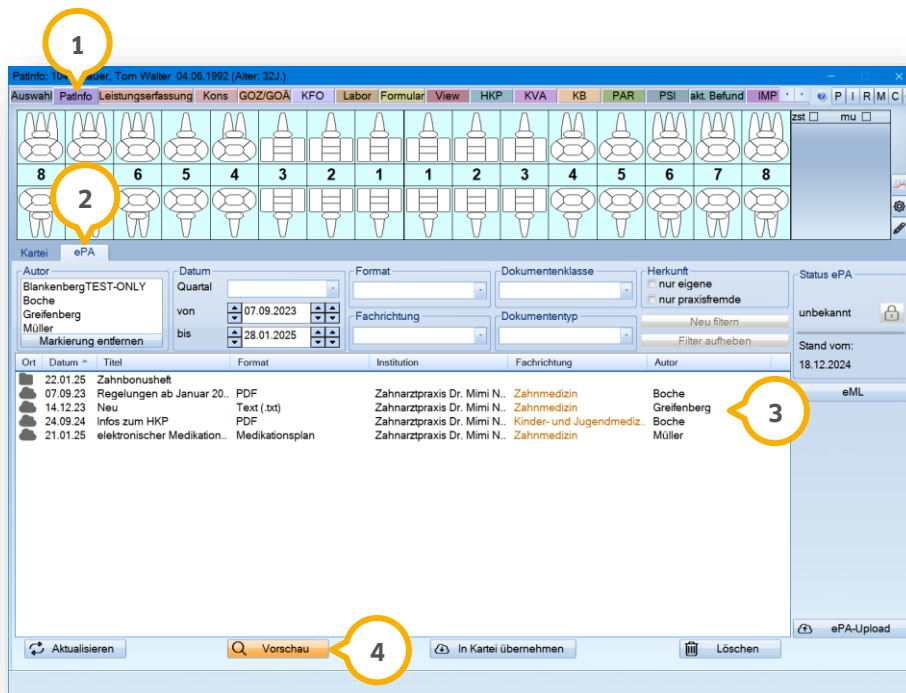 1
PatInfo: 104 uer, Tom Walter 04.06.1992 (Alter: 32J.)
Auswahl PatInfo Leistungserfassung Kons GOZ/GOÄ KFO Labor Formular View HKP KVA KB PAR PSI akt. Befund IMP P I R M C
zst mu
8 6 5 4 3 2 1 1 2 3 4 5 6 7 8
2
Kartei ePA
Autor Datum Format Dokumentenklasse Herkunft Status ePA
BlankenbergTEST-ONLY Quartal nur eigene
Boche nur praxisfremde
Greifenberg von 07.09.2023 Fachrichtung Dokumententyp Neu filtern unbekannt
Müller
Markierung entfernen bis 28.01.2025 Filter aufheben Stand vom:
18.12.2024
Ort Datum Titel Format Institution Fachrichtung Autor
eML
22.01.25 Zahnbonusheft
07.09.23 Regelungen ab Januar 20.. PDF Zahnarztpraxis Dr. Mimi N.. Zahnmedizin Boche
14.12.23 Neu Text (.txt) Zahnarztpraxis Dr. Mimi N.. Zahnmedizin Greifenberg
24.09.24 Infos zum HKP PDF Zahnarztpraxis Dr. Mimi N.. Kinder- und Jugendmediz.. Boche
21.01.25 elektronischer Medikation.. Medikationsplan Zahnarztpraxis Dr. Mimi N.. Zahnmedizin Müller
3
ePA-Upload
Aktualisieren Vorschau 4 In Kartei übernehmen Löschen